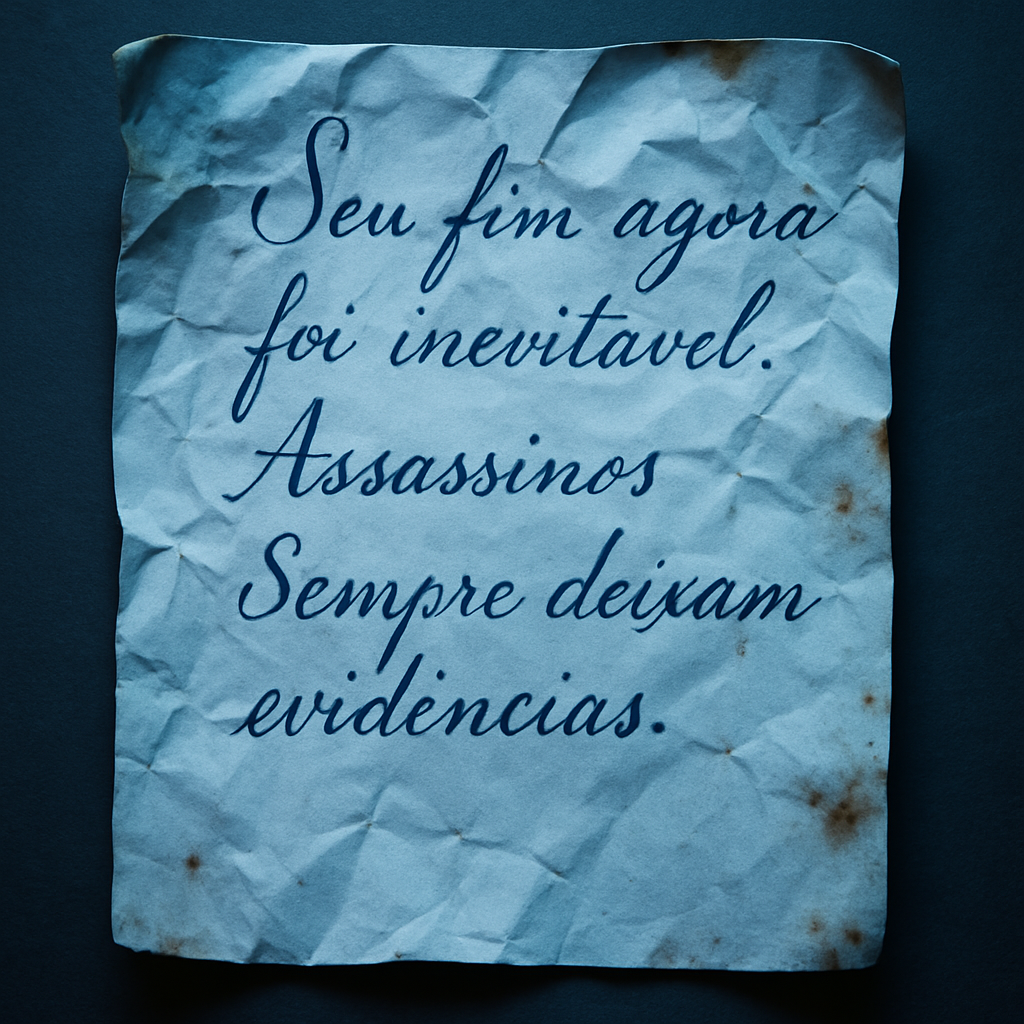 Seu fim agora
foi inevitavel.
Assassinos
Sempre deixam
evidências.